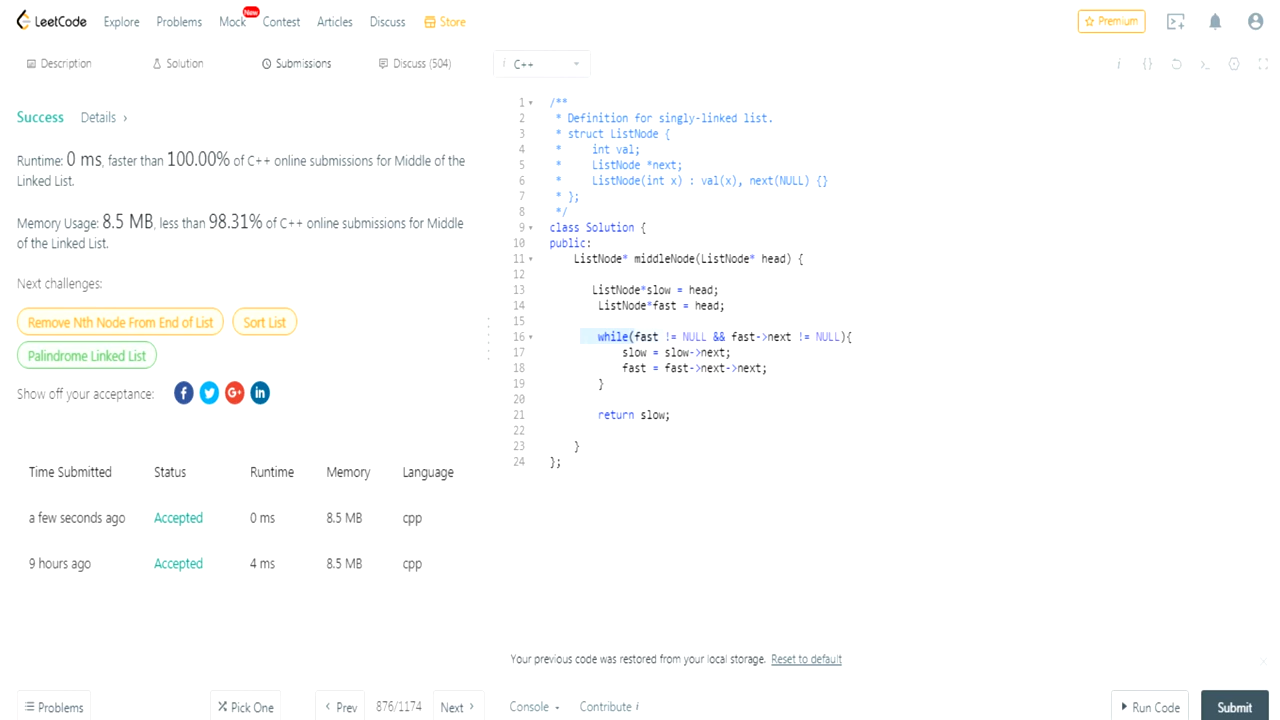 LeetCode Explore Problems Mock New Contest Articles Discuss Store Premium
Description Solution Submissions Discuss (504) i C++ i {}
Success Details ›
Runtime: 0 ms, faster than 100.00% of C++ online submissions for Middle of the
Linked List.
Memory Usage: 8.5 MB, less than 98.31% of C++ online submissions for Middle
of the Linked List.
Next challenges:
Remove Nth Node From End of List Sort List
Palindrome Linked List
Show off your acceptance: f G+ in
Time Submitted Status Runtime Memory Language
a few seconds ago Accepted 0 ms 8.5 MB cpp
9 hours ago Accepted 4 ms 8.5 MB cpp
1 /**
2 * Definition for singly-linked list.
3 * struct ListNode {
4 * int val;
5 * ListNode *next;
6 * ListNode(int x) : val(x), next(NULL) {}
7 * };
8 */
9 class Solution {
10 public:
11 ListNode* middleNode(ListNode* head) {
12
13 ListNode*slow = head;
14 ListNode*fast = head;
15
16 while(fast != NULL && fast->next != NULL){
17 slow = slow->next;
18 fast = fast->next->next;
19 }
20
21 return slow;
22
23 }
24 };
Your previous code was restored from your local storage. Reset to default
Problems Pick One ‹ Prev 876/1174 Next › Console Contribute i Run Code Submit